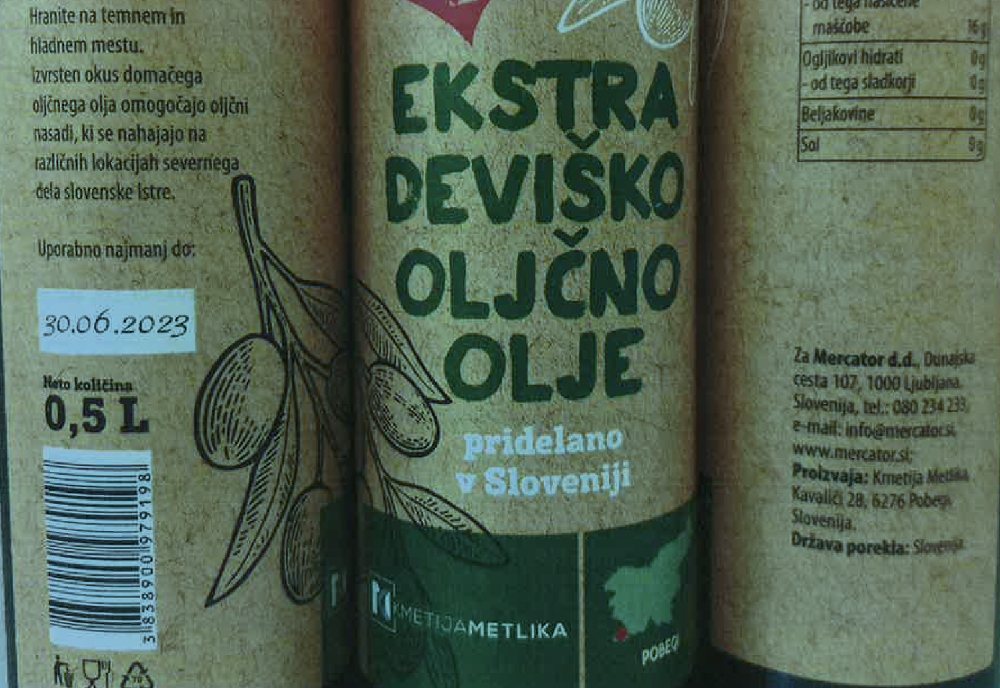 Hranite na temnem in
hladnem mestu.
Izvrsten okus domačega
oljčnega olja omogočajo oljčni
nasadi, ki se nahajajo na
različnih lokacijah severnega
dela slovenske Istre.
Uporabno najmanj do:
30.06.2023
Neto količina
0,5 L
3 838900 979198
EKSTRA
DEVIŠKO
OLJČNO
OLJE
pridelano
v Sloveniji
KMETIJAMETLIKA
POBEGI
- od tega nasičene
maščobe 16 g
Ogljikovi hidrati 0 g
- od tega sladkorji 0 g
Beljakovine 0 g
Sol 0 g
Za Mercator d.d., Dunajska
cesta 107, 1000 Ljubljana,
Slovenija, tel.: 080 234 233,
e-mail: info@mercator.si,
www.mercator.si;
Proizvaja: Kmetija Metlika
Kavaliči 28, 6276 Pobegi,
Slovenija.
Država porekla: Slovenija.